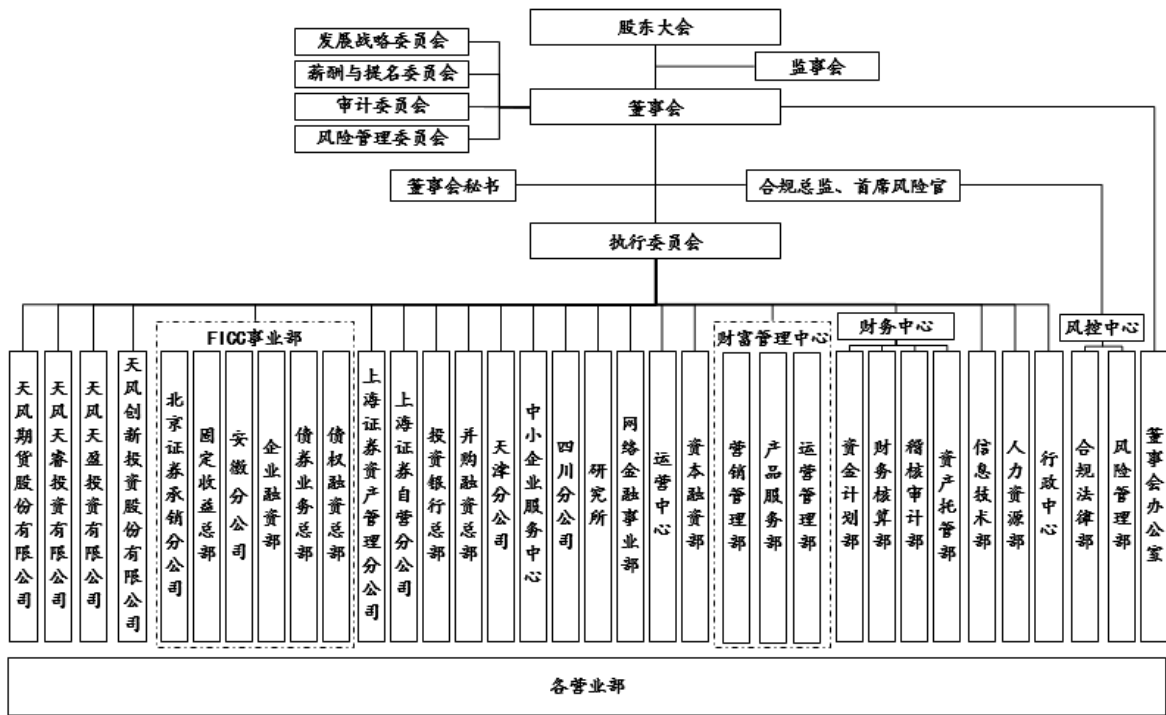 股东大会
发展战略委员会
监事会
薪酬与提名委员会
董事会
审计委员会
风险管理委员会
董事会秘书
合规总监、首席风险官
执行委员会
FICC事业部
财富管理中心
财务中心
风控中心
天风期货股份有限公司
天风天睿投资有限公司
天风天盈投资有限公司
天风创新投资股份有限公司
北京证券承销分公司
固定收益总部
安徽分公司
企业融资部
债券业务总部
债权融资总部
上海证券资产管理分公司
上海证券自营分公司
投资银行总部
并购融资总部
天津分公司
中小企业服务中心
四川分公司
研究所
网络金融事业部
运营中心
资本融资部
营销管理部
产品服务部
运营管理部
资金计划部
财务核算部
稽核审计部
资产托管部
信息技术部
人力资源部
行政中心
合规法律部
风险管理部
董事会办公室
各营业部